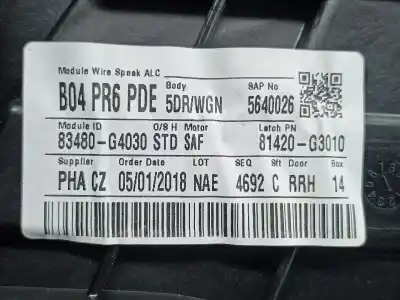 Module Wire Speak ALC Body SAP No
B04 PR6 PDE 5DR/WGN 5640026
Module ID O/S H Motor Latch PN
83480-G4030 STD SAF 81420-G3010
Supplier Order Date LOT SEQ Sft Door Box
PHA CZ 05/01/2018 NAE 4692 C RRH 14